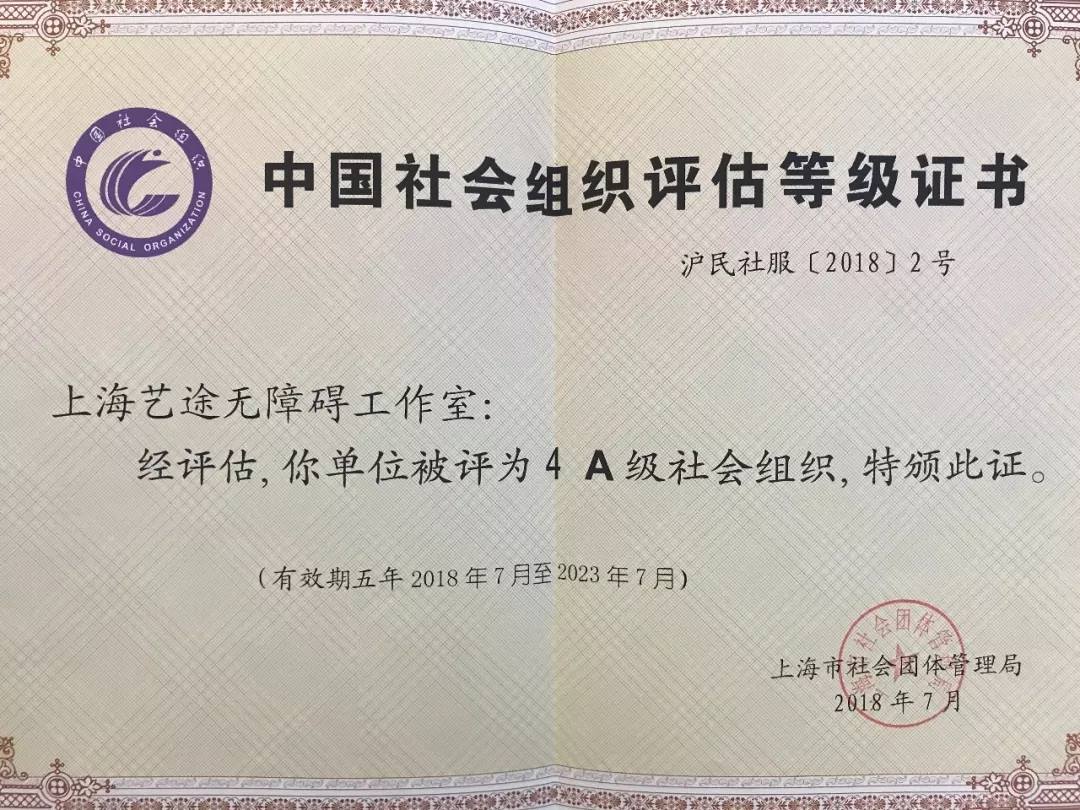 中国社会组织
CHINA SOCIAL ORGANIZATION
中国社会组织评估等级证书
沪民社服〔2018〕2号
上海艺途无障碍工作室：
经评估，你单位被评为4 A级社会组织，特颁此证。
（有效期五年2018年7月至2023年7月）
上海市社会团体管理局
2018年7月
社会团体管